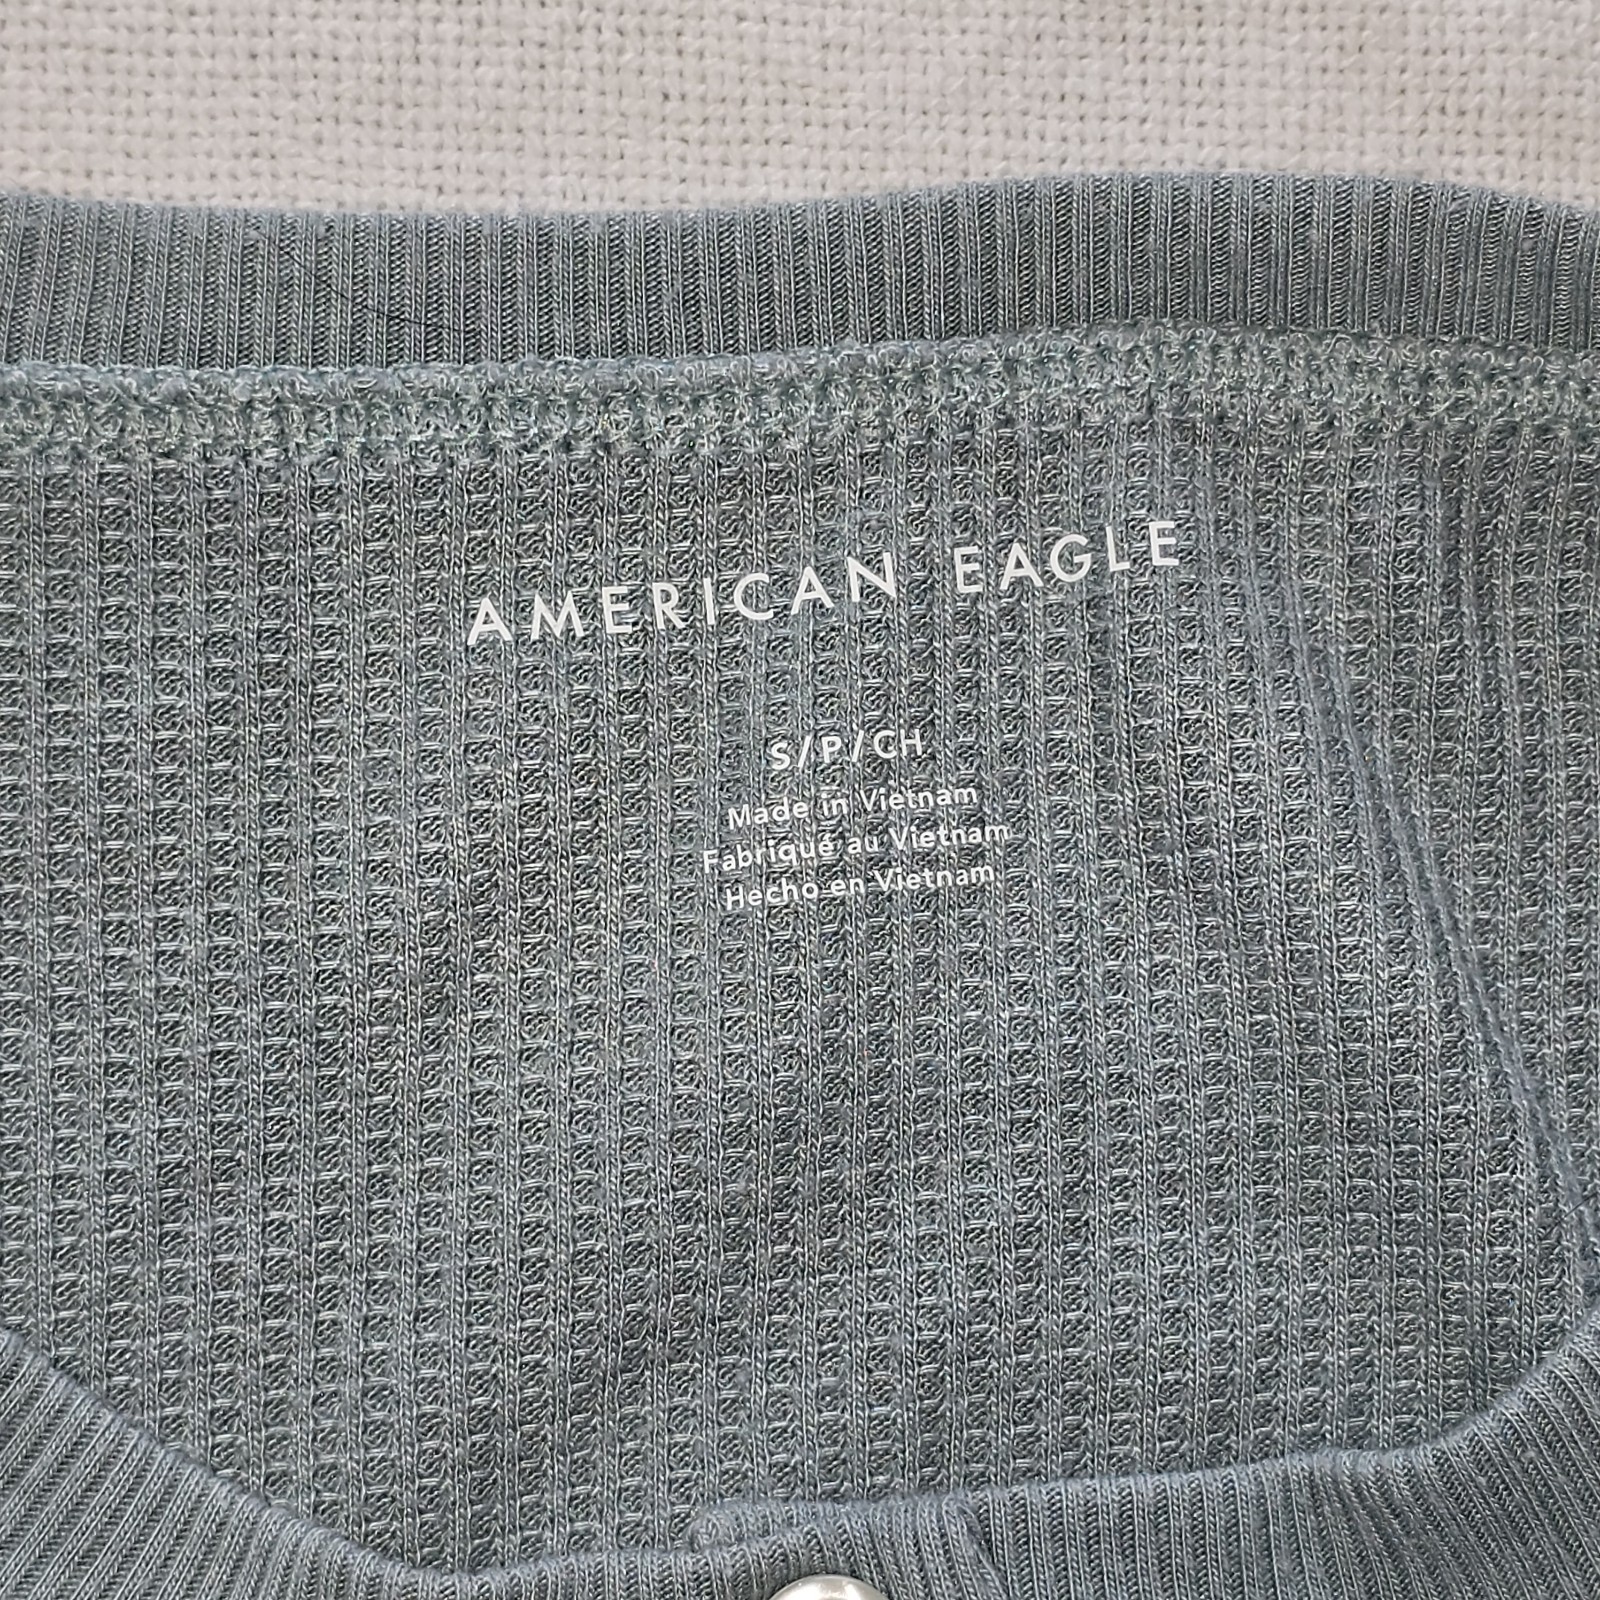 AMERICAN EAGLE
S/P/CH
Made in Vietnam
Fabriqué au Vietnam
Hecho en Vietnam